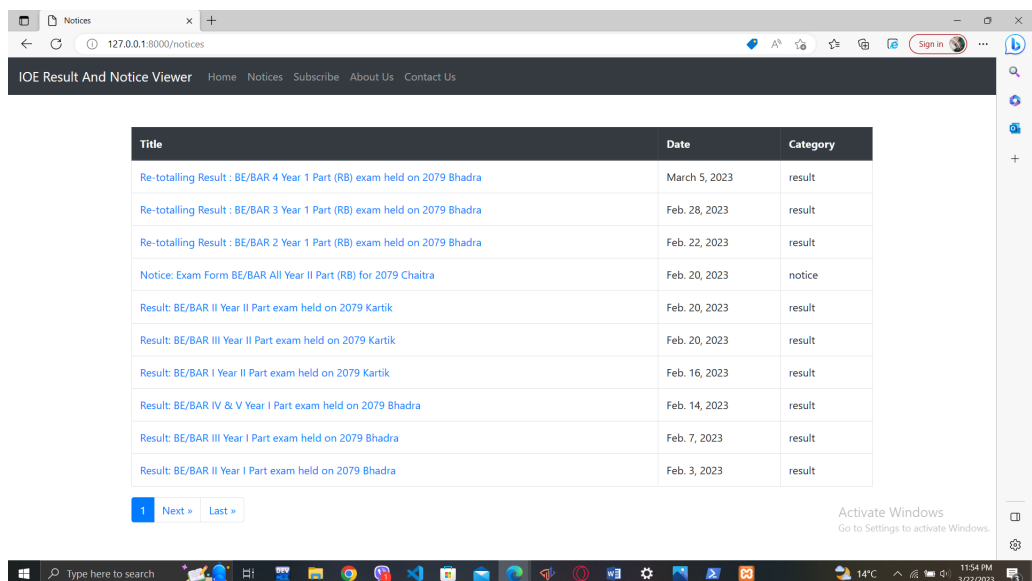 Notices
127.0.0.1:8000/notices
Sign in
IOE Result And Notice Viewer Home Notices Subscribe About Us Contact Us
Title Date Category
Re-totalling Result : BE/BAR 4 Year 1 Part (RB) exam held on 2079 Bhadra March 5, 2023 result
Re-totalling Result : BE/BAR 3 Year 1 Part (RB) exam held on 2079 Bhadra Feb. 28, 2023 result
Re-totalling Result : BE/BAR 2 Year 1 Part (RB) exam held on 2079 Bhadra Feb. 22, 2023 result
Notice: Exam Form BE/BAR All Year II Part (RB) for 2079 Chaitra Feb. 20, 2023 notice
Result: BE/BAR II Year II Part exam held on 2079 Kartik Feb. 20, 2023 result
Result: BE/BAR III Year II Part exam held on 2079 Kartik Feb. 20, 2023 result
Result: BE/BAR I Year II Part exam held on 2079 Kartik Feb. 16, 2023 result
Result: BE/BAR IV & V Year I Part exam held on 2079 Bhadra Feb. 14, 2023 result
Result: BE/BAR III Year I Part exam held on 2079 Bhadra Feb. 7, 2023 result
Result: BE/BAR II Year I Part exam held on 2079 Bhadra Feb. 3, 2023 result
1 Next » Last »
Activate Windows
Go to Settings to activate Windows.
Type here to search 14°C 11:54 PM
3/22/2023